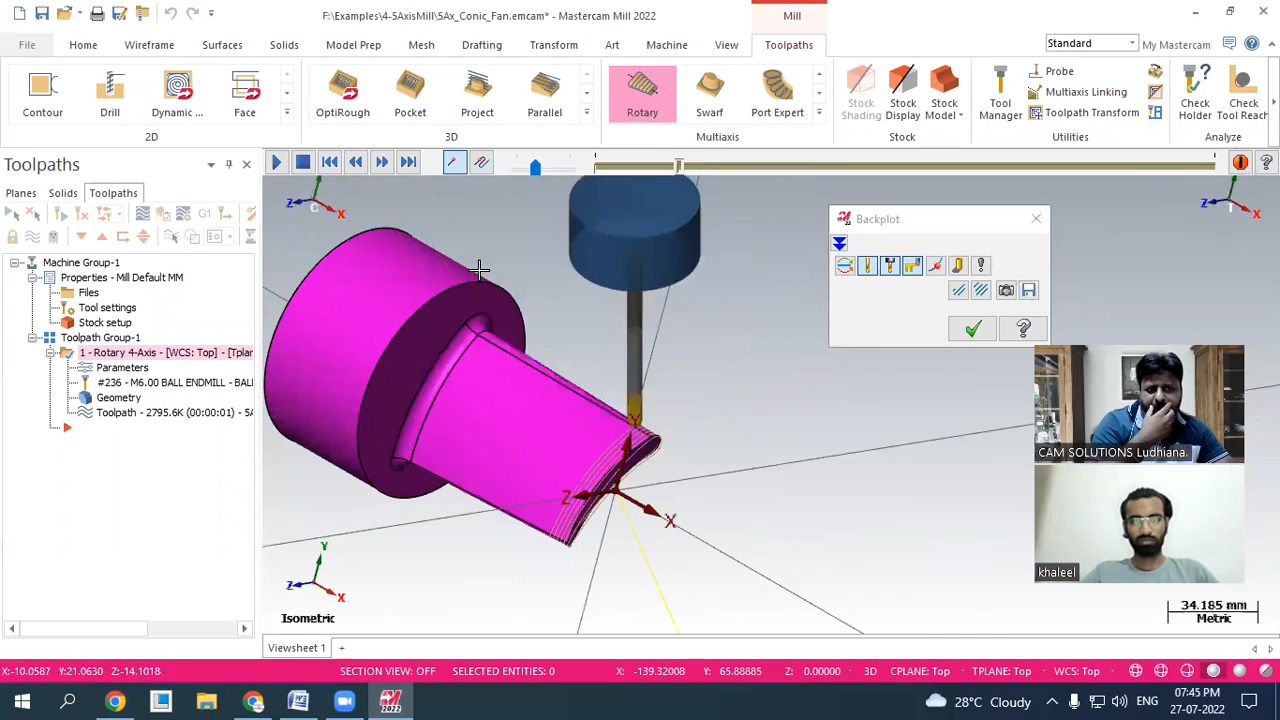 F:\Examples\4-5AxisMill\5Ax_Conic_Fan.emcam* - Mastercam Mill 2022
Mill
File Home Wireframe Surfaces Solids Model Prep Mesh Drafting Transform Art Machine View Toolpaths
Standard My Mastercam
Contour Drill Dynamic ... Face
2D
OptiRough Pocket Project Parallel
3D
Rotary Swarf Port Expert
Multiaxis
Stock Shading Stock Display Stock Model
Stock
Tool Manager Probe
Multiaxis Linking
Toolpath Transform
Utilities
Check Holder Check Tool Reach
Analyze
Toolpaths
Planes Solids Toolpaths
G1
Machine Group-1
Properties - Mill Default MM
Files
Tool settings
Stock setup
Toolpath Group-1
1 - Rotary 4-Axis - [WCS: Top] - [Tplan
Parameters
#236 - M6.00 BALL ENDMILL - BAL
Geometry
Toolpath - 2795.6K (00:00:01) - 5A
Z C X
T X
Backplot
Y
Z
X
Y
Z X
Isometric
CAM SOLUTIONS Ludhiana.
khaleel
34.185 mm
Metric
Viewsheet 1 +
X:-10.0587 Y:21.0630 Z:-14.1018 SECTION VIEW: OFF SELECTED ENTITIES: 0 X: -139.32008 Y: 65.88885 Z: 0.00000 3D CPLANE: Top TPLANE: Top WCS: Top
2022
28°C Cloudy ENG 07:45 PM
27-07-2022